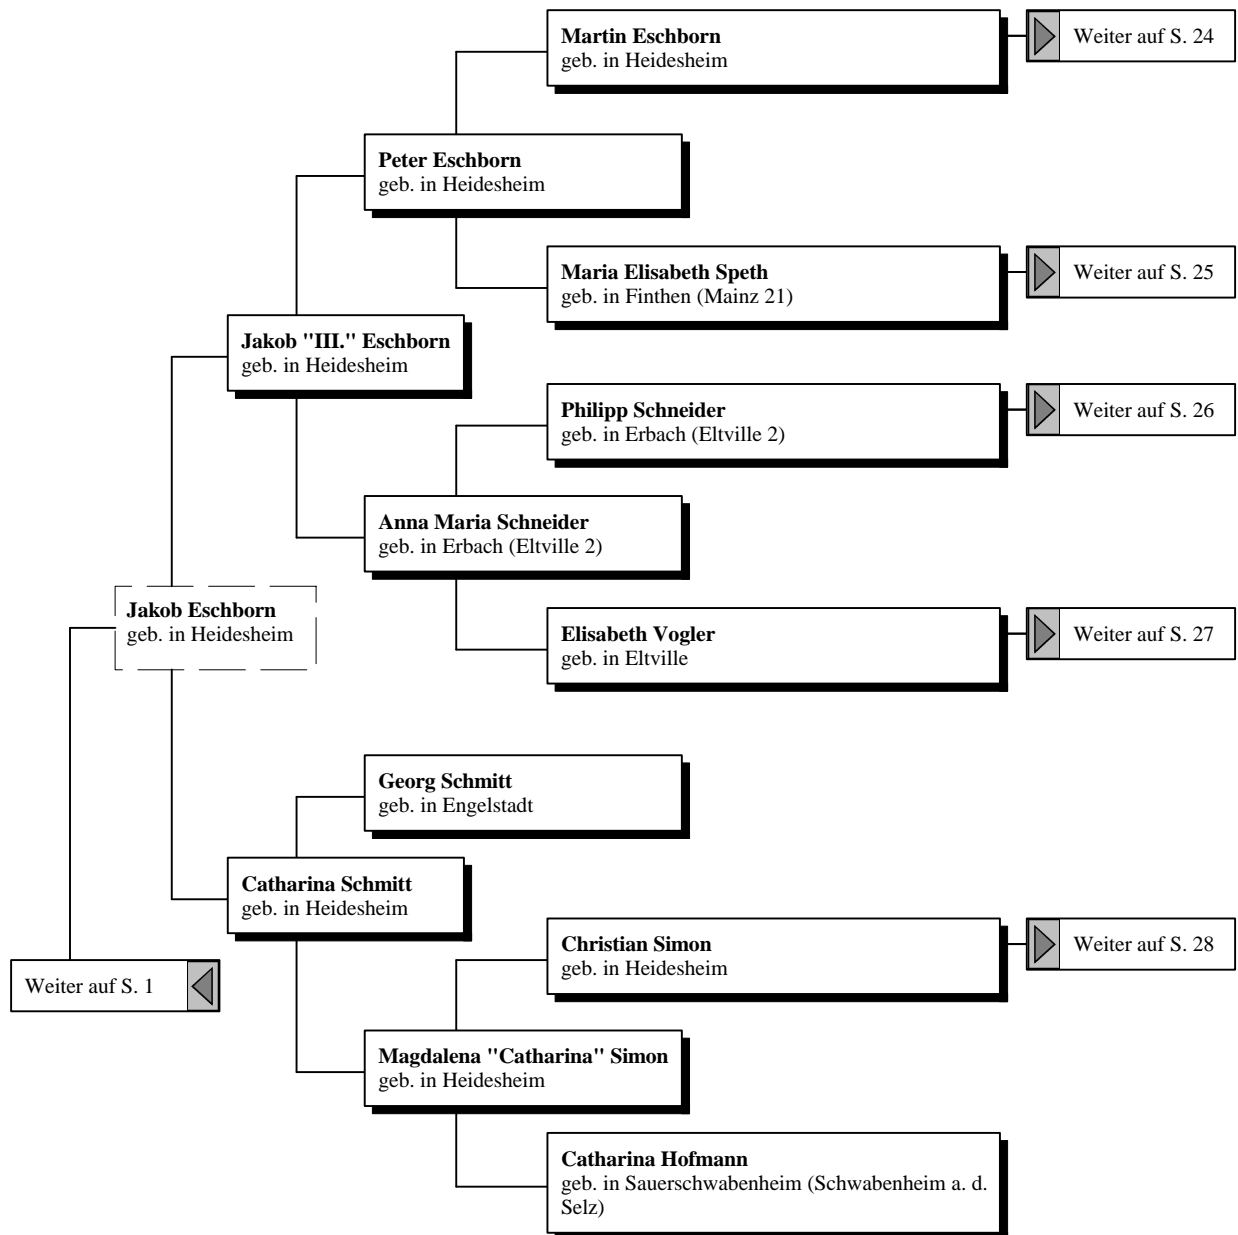 Martin Eschborn
geb. in Heidesheim
Weiter auf S. 24
Peter Eschborn
geb. in Heidesheim
Maria Elisabeth Speth
geb. in Finthen (Mainz 21)
Weiter auf S. 25
Jakob "III." Eschborn
geb. in Heidesheim
Philipp Schneider
geb. in Erbach (Eltville 2)
Weiter auf S. 26
Anna Maria Schneider
geb. in Erbach (Eltville 2)
Jakob Eschborn
geb. in Heidesheim
Elisabeth Vogler
geb. in Eltville
Weiter auf S. 27
Georg Schmitt
geb. in Engelstadt
Catharina Schmitt
geb. in Heidesheim
Christian Simon
geb. in Heidesheim
Weiter auf S. 28
Weiter auf S. 1
Magdalena "Catharina" Simon
geb. in Heidesheim
Catharina Hofmann
geb. in Sauerschwabenheim (Schwabenheim a. d.
Selz)